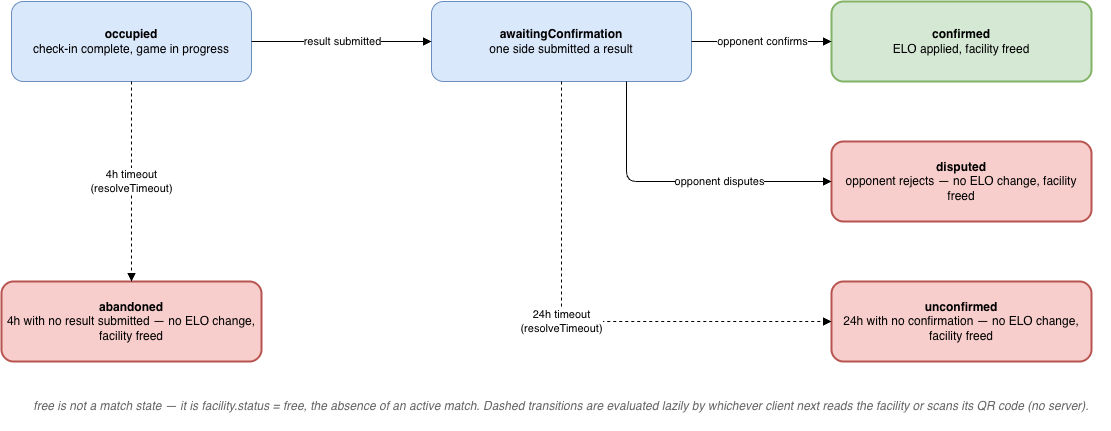 occupied
check-in complete, game in progress
result submitted
awaitingConfirmation
one side submitted a result
opponent confirms
confirmed
ELO applied, facility freed
4h timeout
(resolveTimeout)
opponent disputes
disputed
opponent rejects — no ELO change, facility
freed
abandoned
4h with no result submitted — no ELO change,
facility freed
24h timeout
(resolveTimeout)
unconfirmed
24h with no confirmation — no ELO change,
facility freed
free is not a match state — it is facility.status = free, the absence of an active match. Dashed transitions are evaluated lazily by whichever client next reads the facility or scans its QR code (no server).